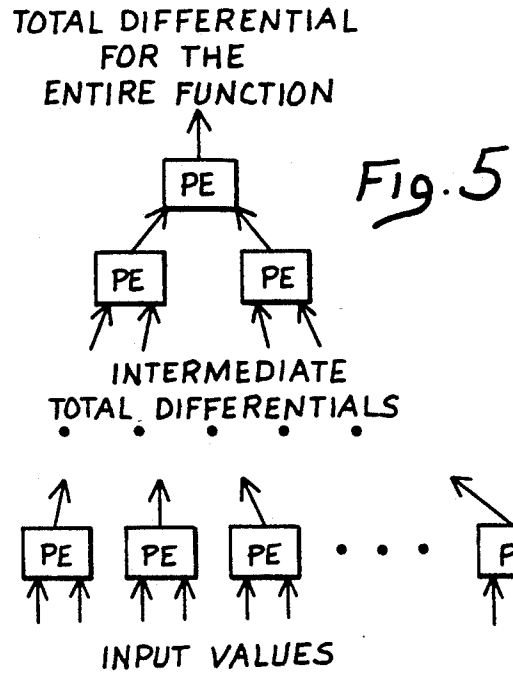 TOTAL DIFFERENTIAL
FOR THE
ENTIRE FUNCTION
PE
Fig. 5
PE PE
INTERMEDIATE
TOTAL DIFFERENTIALS
PE PE PE
INPUT VALUES